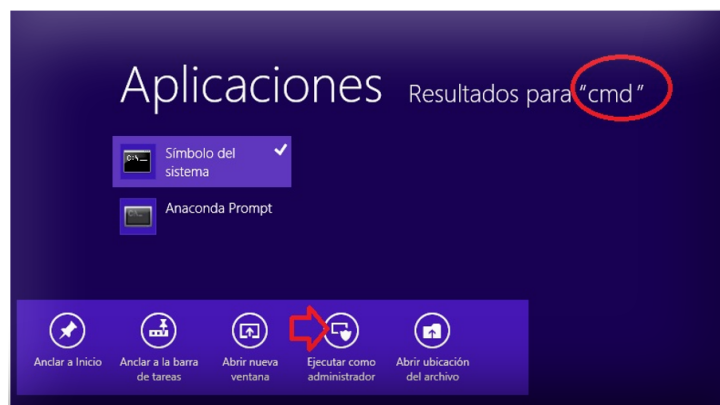 Aplicaciones Resultados para “cmd”
C:\_
Símbolo del
sistema
C:\_
Anaconda Prompt
Anclar a Inicio
Anclar a la barra
de tareas
Abrir nueva
ventana
Ejecutar como
administrador
Abrir ubicación
del archivo